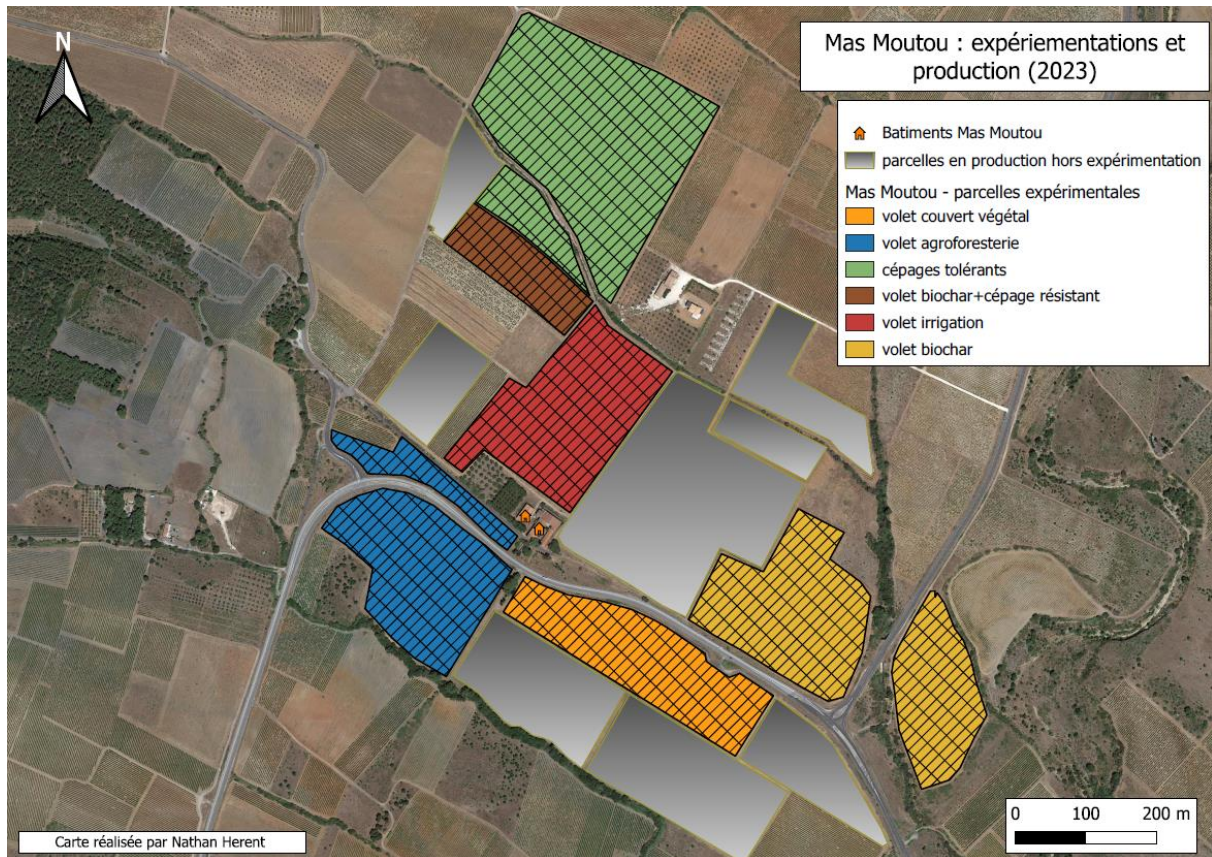 N
Mas Moutou : expériementations et
production (2023)
Batiments Mas Moutou
parcelles en production hors expérimentation
Mas Moutou - parcelles expérimentales
volet couvert végétal
volet agroforesterie
cépages tolérants
volet biochar+cépage résistant
volet irrigation
volet biochar
0 100 200 m
Carte réalisée par Nathan Herent